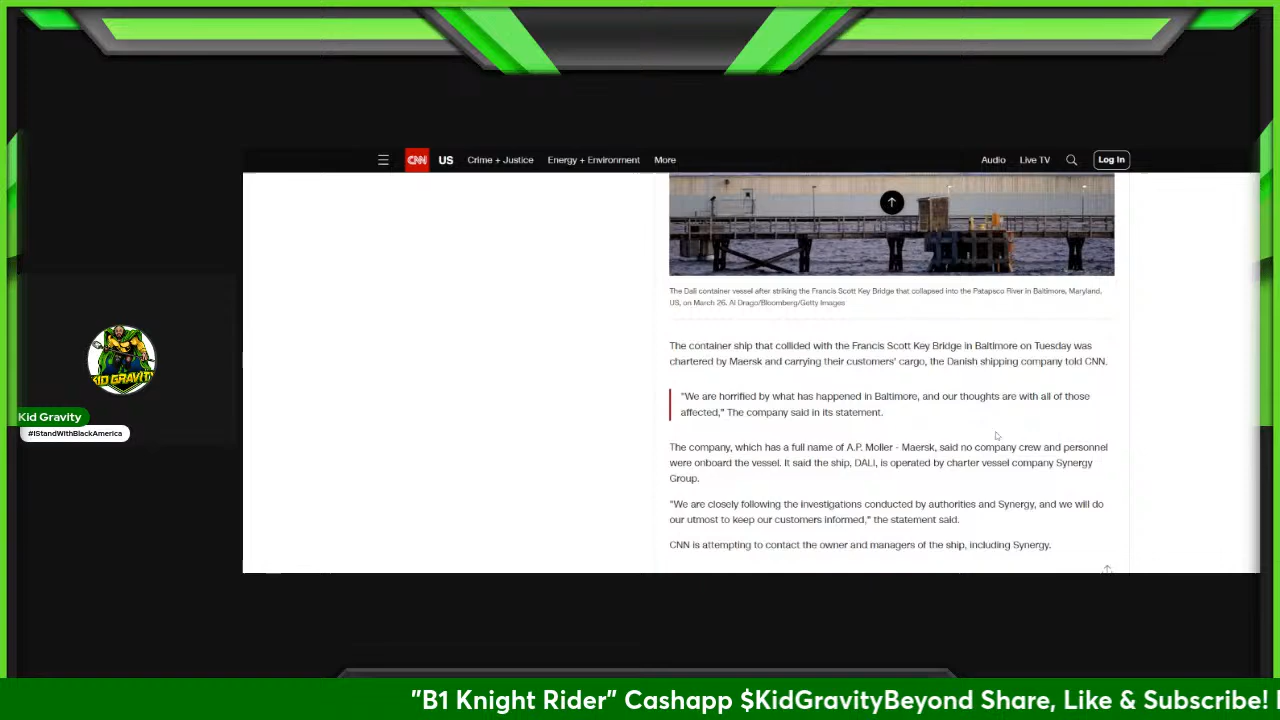 CNN US Crime + Justice Energy + Environment More Audio Live TV Log In
The Dali container vessel after striking the Francis Scott Key Bridge that collapsed into the Patapsco River in Baltimore, Maryland,
US, on March 26. Al Drago/Bloomberg/Getty Images
The container ship that collided with the Francis Scott Key Bridge in Baltimore on Tuesday was
chartered by Maersk and carrying their customers' cargo, the Danish shipping company told CNN.
"We are horrified by what has happened in Baltimore, and our thoughts are with all of those
affected," The company said in its statement.
The company, which has a full name of A.P. Moller - Maersk, said no company crew and personnel
were onboard the vessel. It said the ship, DALI, is operated by charter vessel company Synergy
Group.
"We are closely following the investigations conducted by authorities and Synergy, and we will do
our utmost to keep our customers informed," the statement said.
CNN is attempting to contact the owner and managers of the ship, including Synergy.
KID GRAVITY
Kid Gravity
#IStandWithBlackAmerica
"B1 Knight Rider" Cashapp $KidGravityBeyond Share, Like & Subscribe!